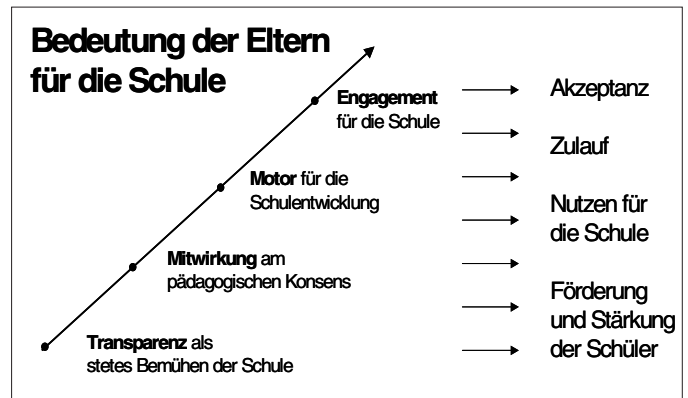 Bedeutung der Eltern
für die Schule
Engagement
für die Schule
Motor für die
Schulentwicklung
Mitwirkung am
pädagogischen Konsens
Transparenz als
stetes Bemühen der Schule
Akzeptanz
Zulauf
Nutzen für
die Schule
Förderung
und Stärkung
der Schüler